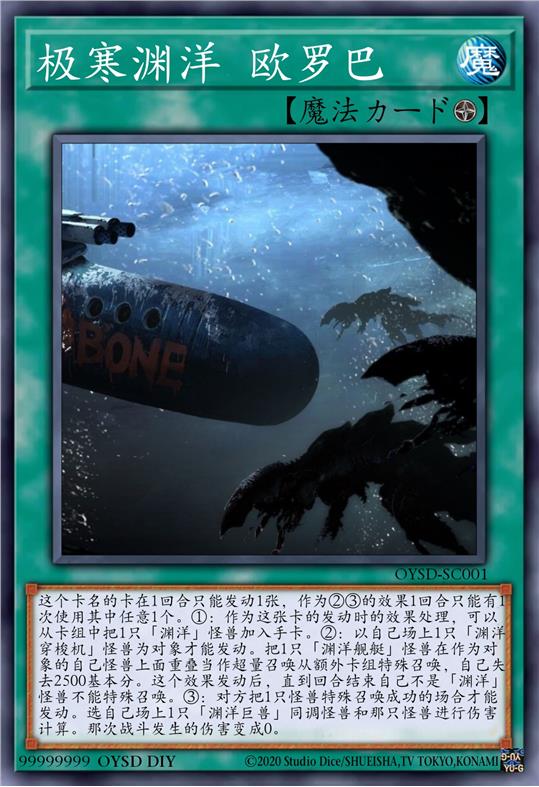 极寒渊洋 欧罗巴
魔
【魔法カード】
BONE
OYSD-SC001
这个卡名的卡在1回合只能发动1张，作为②③的效果1回合只能有1
次使用其中任意1个。①：作为这张卡的发动时的效果处理，可以
从卡组中把1只「渊洋」怪兽加入手卡。②：以自己场上1只「渊洋
穿梭机」怪兽为对象才能发动。把1只「渊洋舰艇」怪兽在作为对
象的自己怪兽上面重叠当作超量召唤从额外卡组特殊召唤，自己失
去2500基本分。这个效果发动后，直到回合结束自己不是「渊洋」
怪兽不能特殊召唤。③：对方把1只怪兽特殊召唤成功的场合才能
发动。选自己场上1只「渊洋巨兽」同调怪兽和那只怪兽进行伤害
计算。那次战斗发生的伤害变成0。
99999999 OYSD DIY
©2020 Studio Dice/SHUEISHA,TV TOKYO,KONAMI